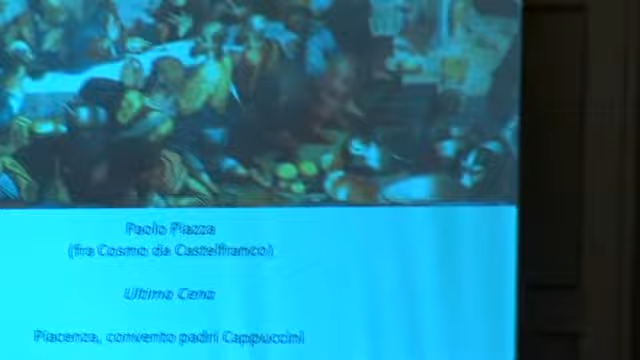 Paolo Piazza
(fra Cosmo da Castelfranco)
Ultima Cena
Piacenza, convento padri Cappuccini